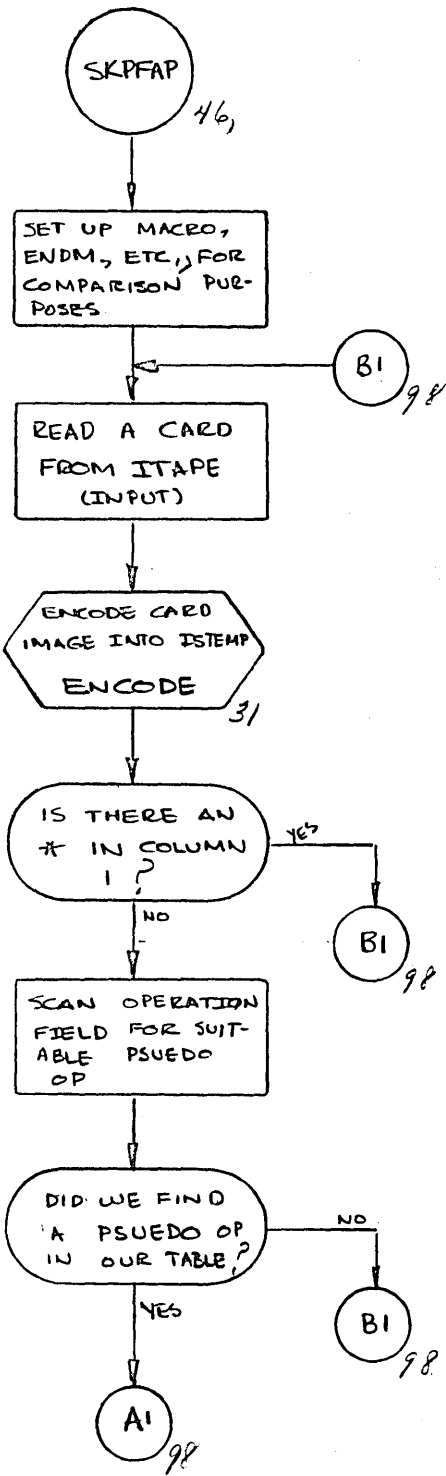 SKPFAP
46,
SET UP MACRO,
ENDM, ETC., FOR
COMPARISON PUR-
POSES
B1
98
READ A CARD
FROM ITAPE
(INPUT)
ENCODE CARD
IMAGE INTO ISTEMP
ENCODE
31
IS THERE AN
* IN COLUMN
1 ?
YES
NO
B1
98
SCAN OPERATION
FIELD FOR SUIT-
ABLE PSUEDO
OP
DID WE FIND
A PSUEDO OP
IN OUR TABLE?
NO
YES
B1
98
A1
98